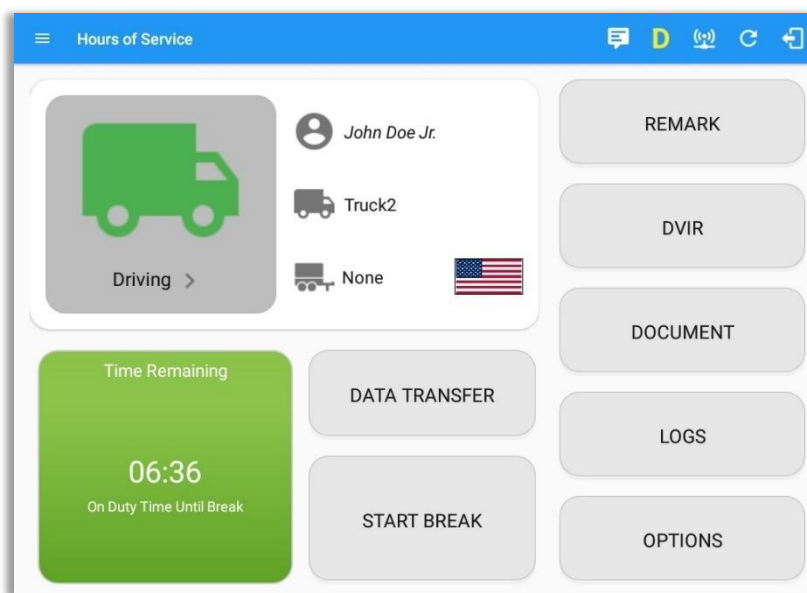 Hours of Service
D
John Doe Jr.
Truck2
None
Driving
REMARK
DVIR
DOCUMENT
LOGS
OPTIONS
Time Remaining
06:36
On Duty Time Until Break
DATA TRANSFER
START BREAK